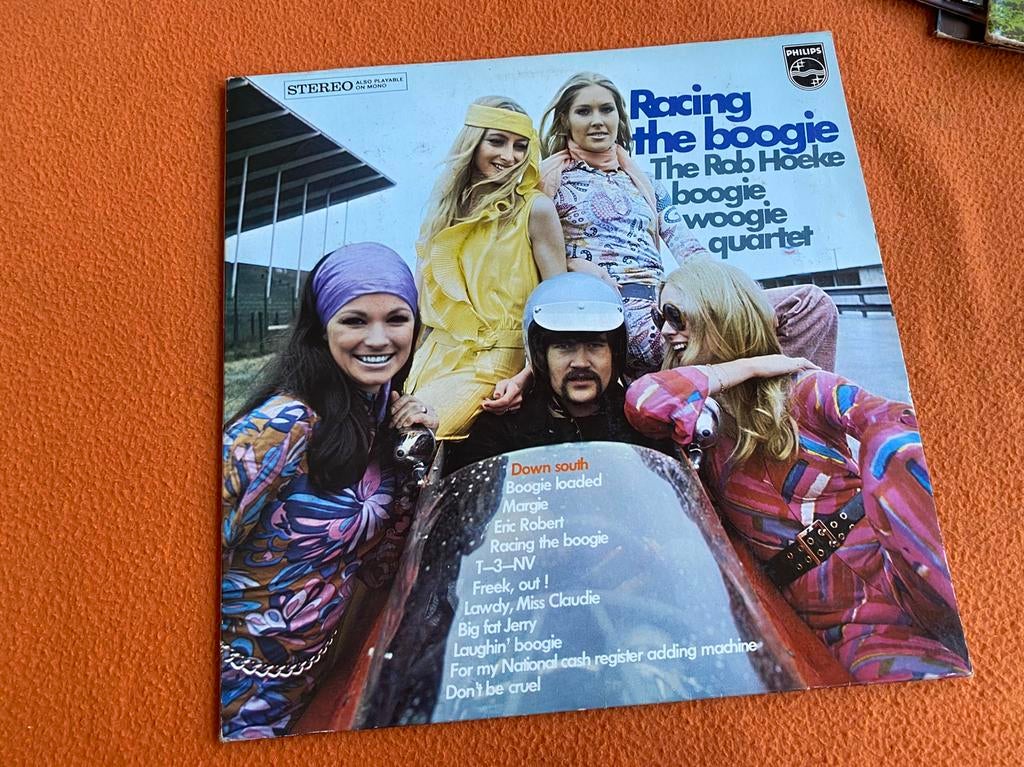 STEREO ALSO PLAYABLE
ON MONO
PHILIPS
Racing
the boogie
The Rob Hoeke
boogie
woogie
quartet
Down south
Boogie loaded
Margie
Eric Robert
Racing the boogie
T-3-NV
Freek, out !
Lawdy, Miss Claudie
Big fat Jerry
Laughin' boogie
For my National cash register adding machine
Don't be cruel